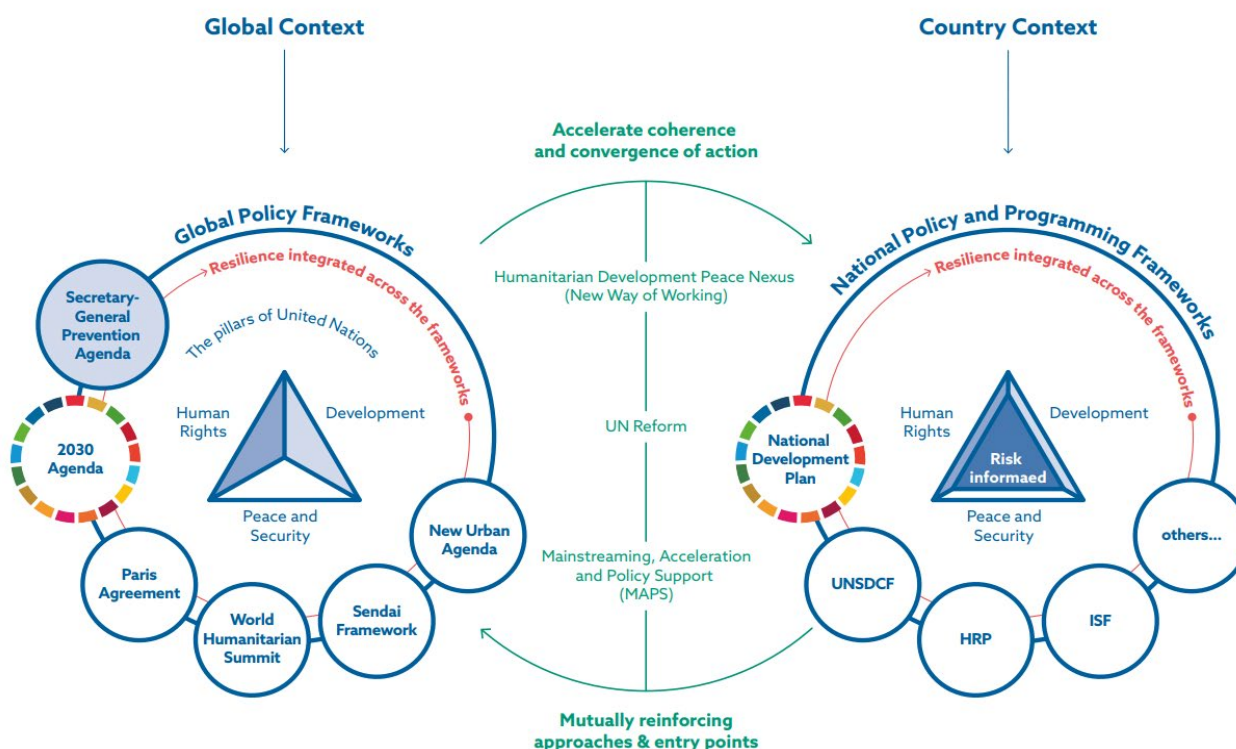 Global Context
Country Context
Accelerate coherence
and convergence of action
Global Policy Frameworks
Resilience integrated across the frameworks
The pillars of United Nations
Secretary-
General
Prevention
Agenda
Human
Rights
Development
Peace and
Security
2030
Agenda
Paris
Agreement
World
Humanitarian
Summit
Sendai
Framework
New Urban
Agenda
Humanitarian Development Peace Nexus
(New Way of Working)
UN Reform
Mainstreaming, Acceleration
and Policy Support
(MAPS)
Mutually reinforcing
approaches & entry points
National Policy and Programming Frameworks
Resilience integrated across the frameworks
Human
Rights
Development
Risk
informaed
Peace and
Security
National
Development
Plan
UNSDCF
HRP
ISF
others...